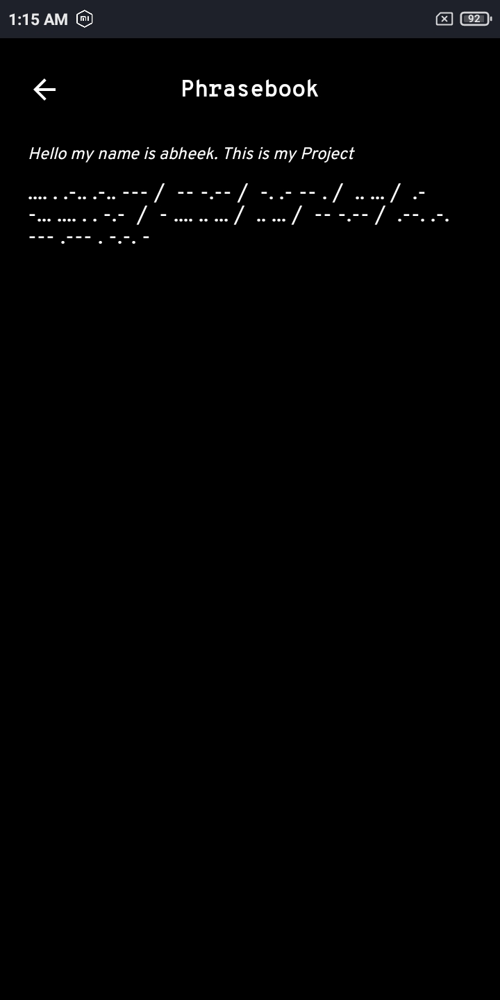 1:15 AM
92
Phrasebook
Hello my name is abheek. This is my Project
.... . .-.. .-.. --- /  -- -.-- /  -. .- -- . /  .. ... /  .-
-... .... . . -.-  /  - .... .. ... /  .. ... /  -- -.-- /  .--. .-.
--- .--- . -.-. -